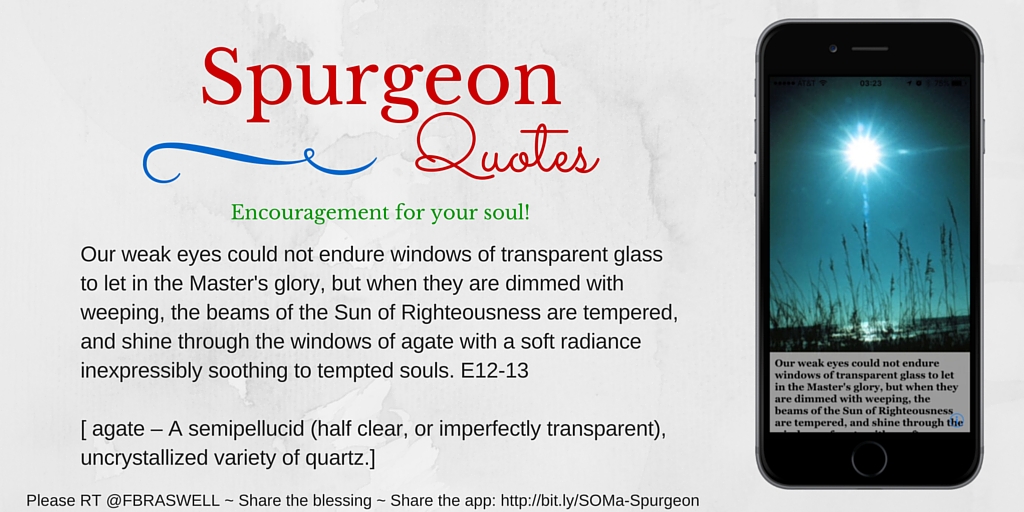 Spurgeon
Quotes
Encouragement for your soul!
Our weak eyes could not endure windows of transparent glass
to let in the Master's glory, but when they are dimmed with
weeping, the beams of the Sun of Righteousness are tempered,
and shine through the windows of agate with a soft radiance
inexpressibly soothing to tempted souls. E12-13
[ agate – A semipellucid (half clear, or imperfectly transparent),
uncrystallized variety of quartz.]
Please RT @FBRASWELL ~ Share the blessing ~ Share the app: http://bit.ly/SOMa-Spurgeon
AT&T 03:23
Our weak eyes could not endure
windows of transparent glass to let
in the Master's glory, but when they
are dimmed with weeping, the
beams of the Sun of Righteousness
are tempered, and shine through the